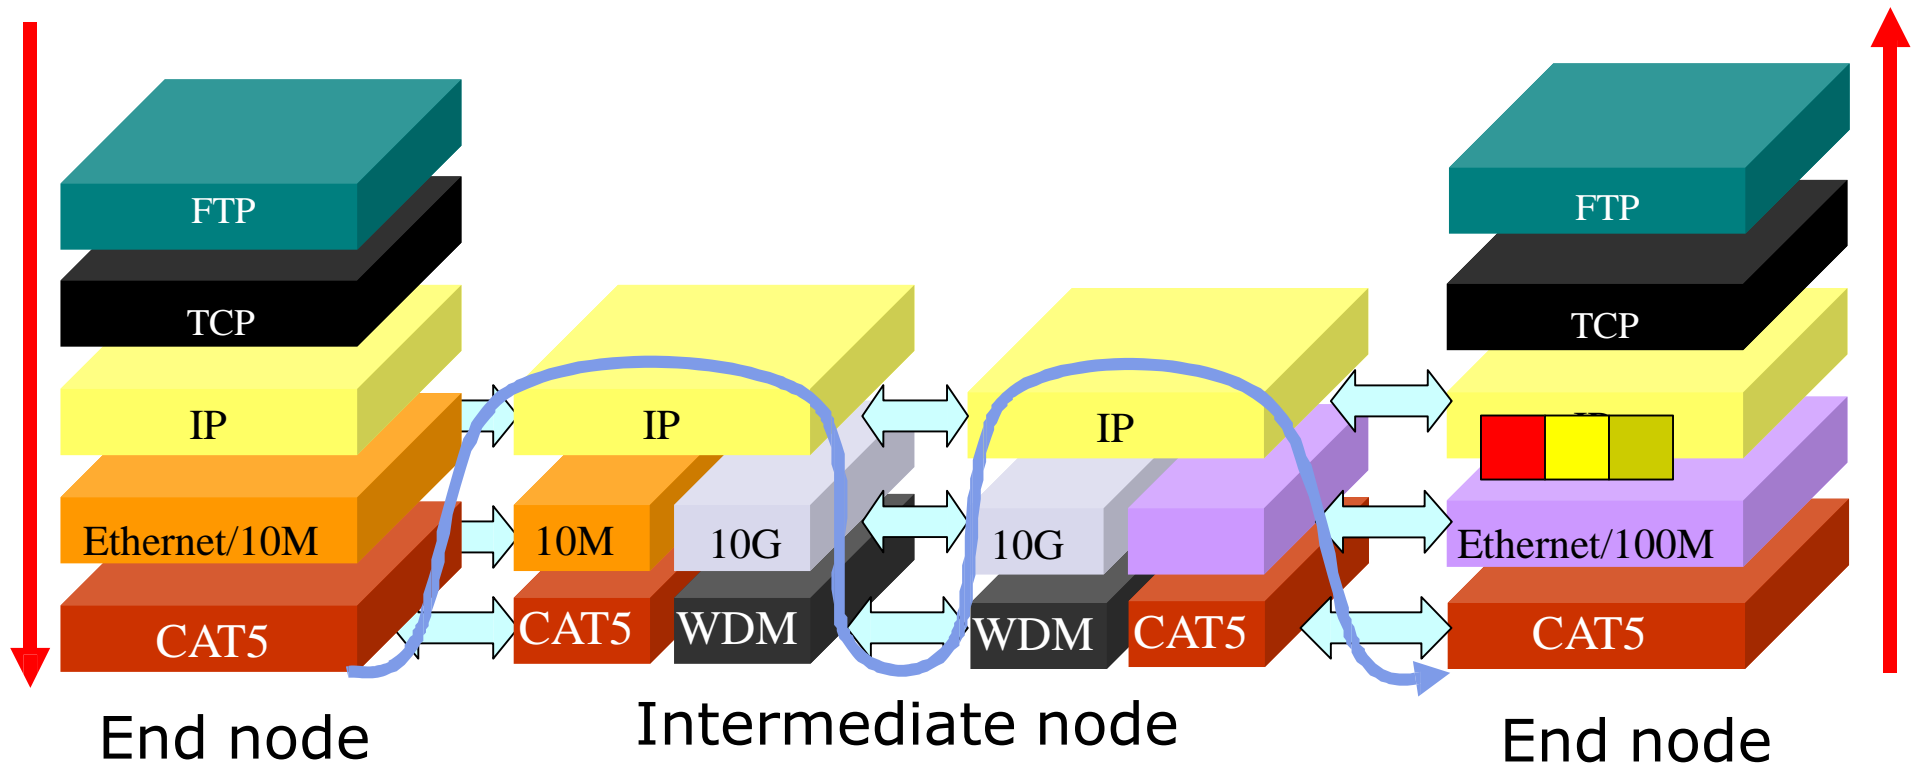 FTP
TCP
IP
Ethernet/10M
CAT5
End node
IP
10M
10G
CAT5
WDM
IP
10G
WDM
CAT5
Intermediate node
FTP
TCP
Ethernet/100M
CAT5
End node